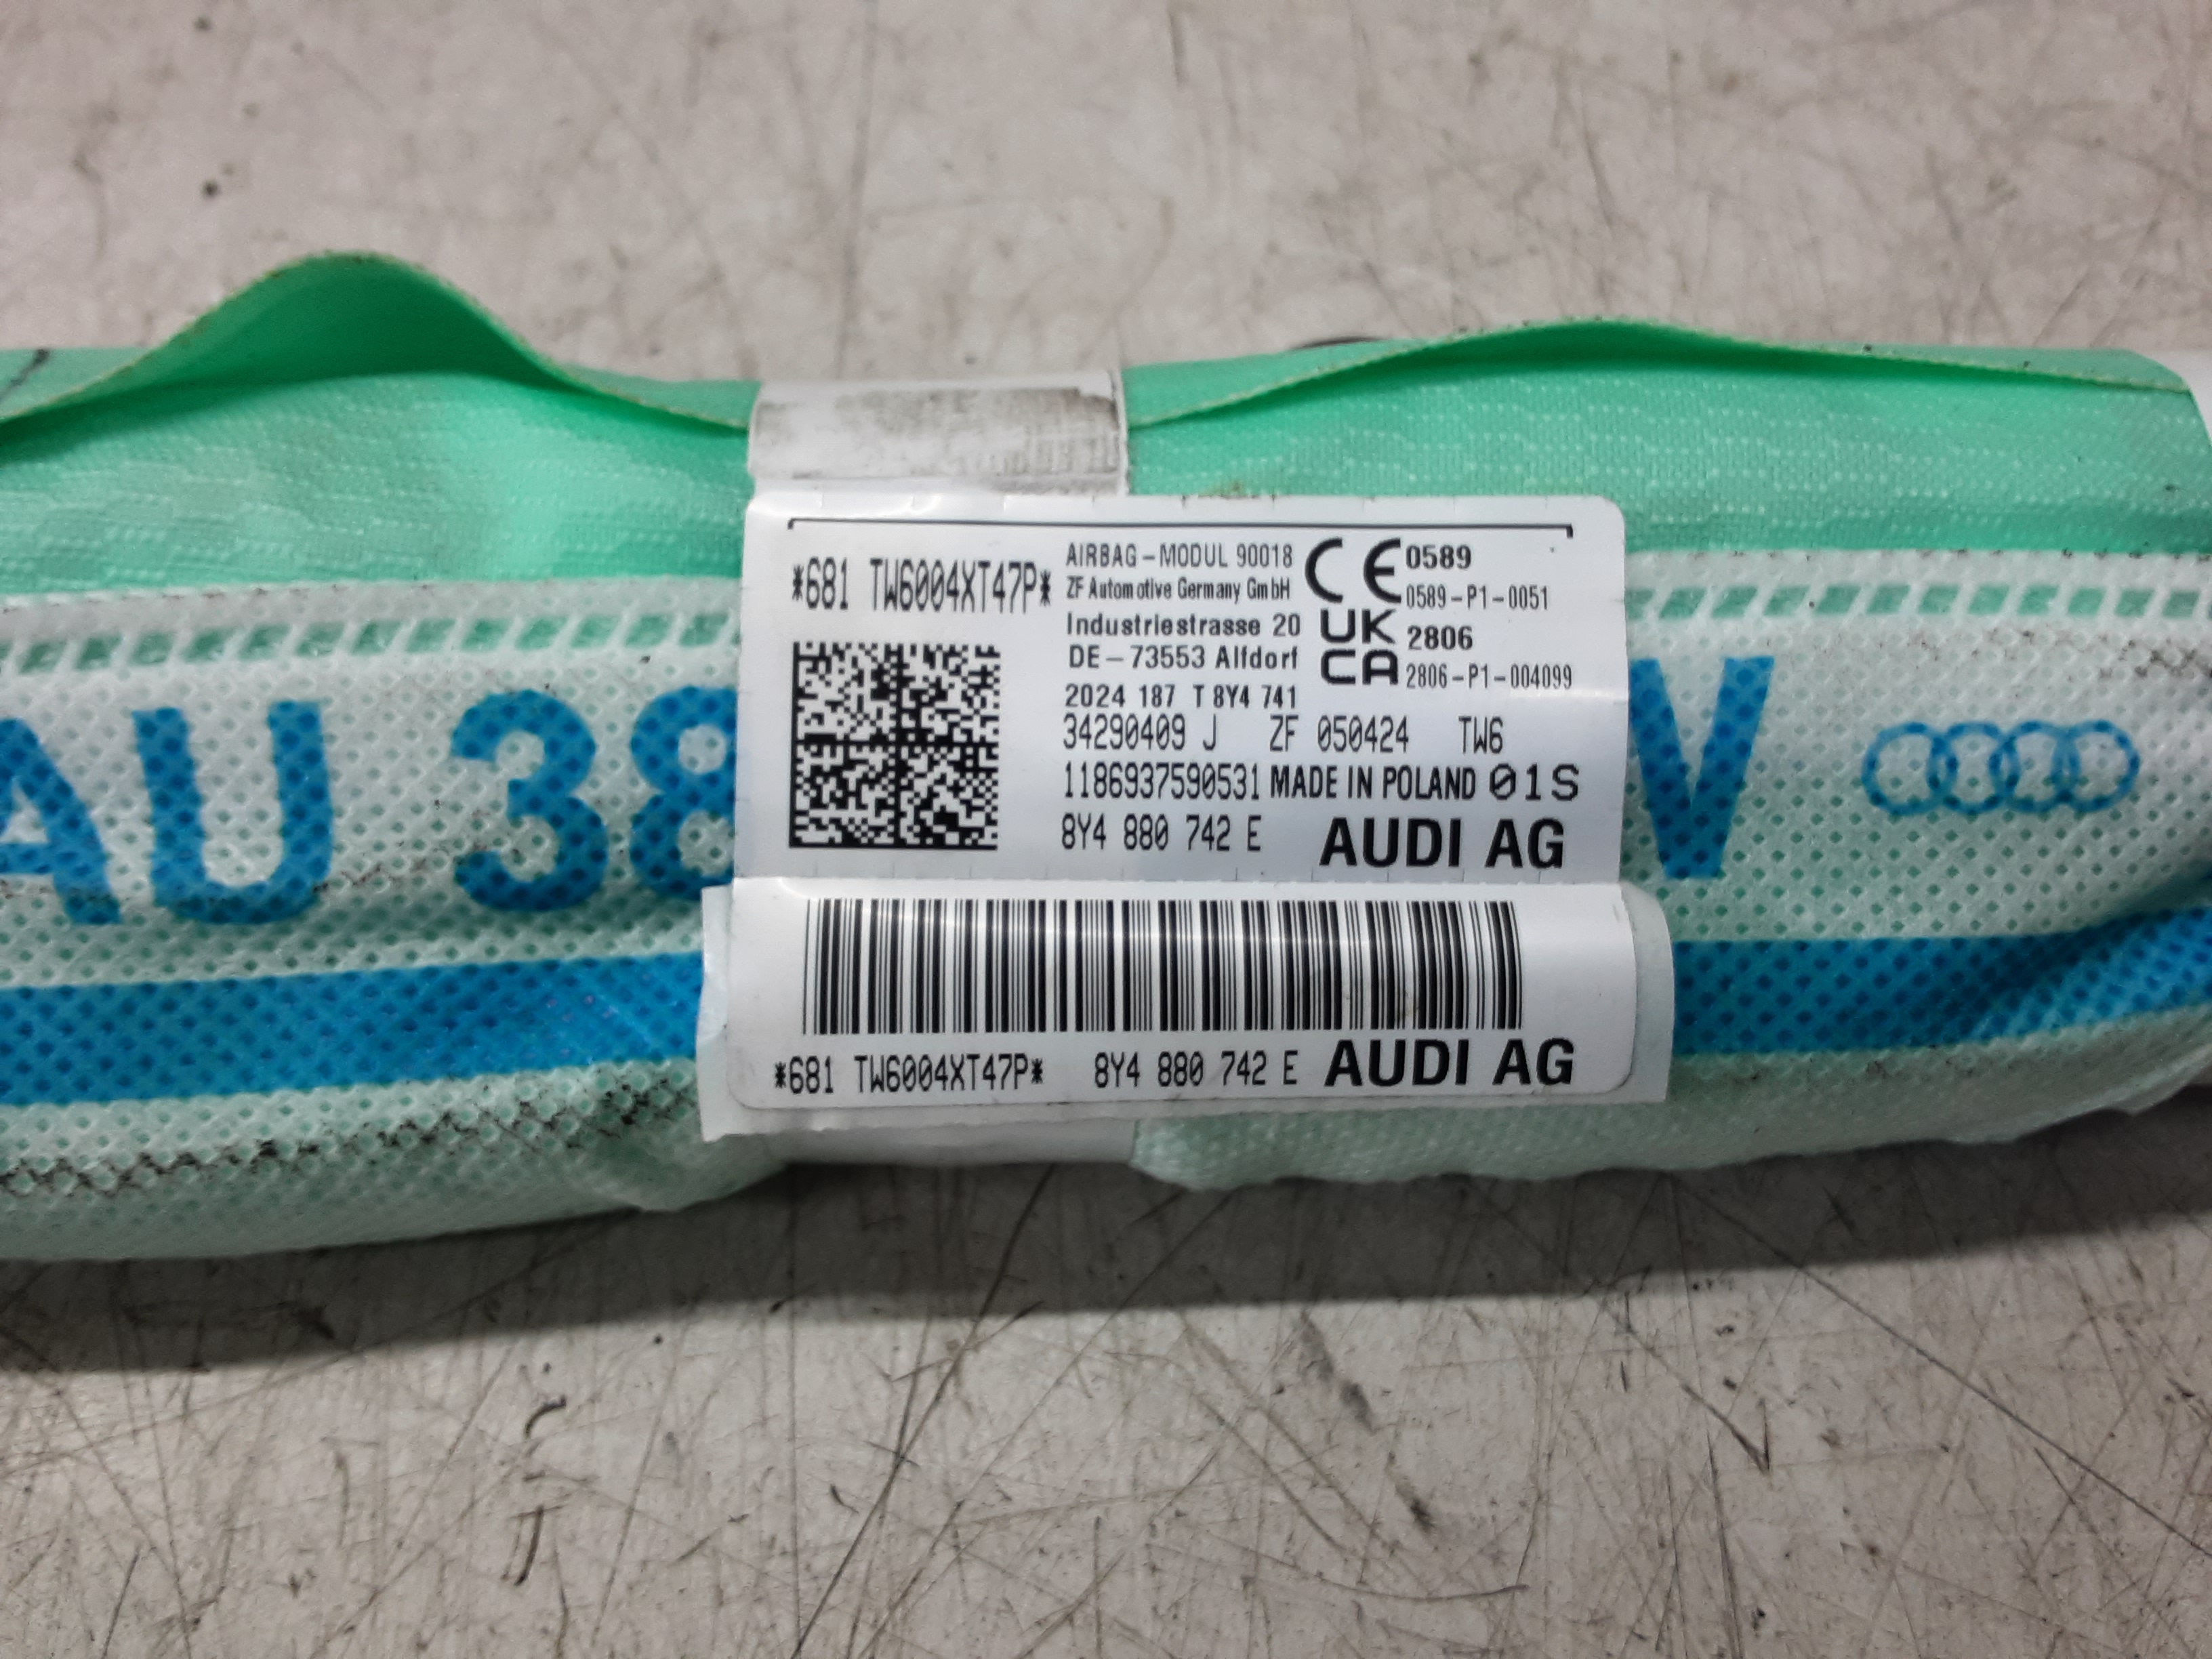 *681 TW6004XT47P*
AIRBAG-MODUL 90018
ZF Automotive Germany GmbH
Industriestrasse 20
DE-73553 Alfdorf
CE 0589
0589-P1-0051
UK CA 2806
2806-P1-004099
2024 187 T 8Y4 741
34290409 J ZF 050424 TW6
1186937590531 MADE IN POLAND 01S
8Y4 880 742 E AUDI AG
AU 38 V
*681 TW6004XT47P* 8Y4 880 742 E AUDI AG